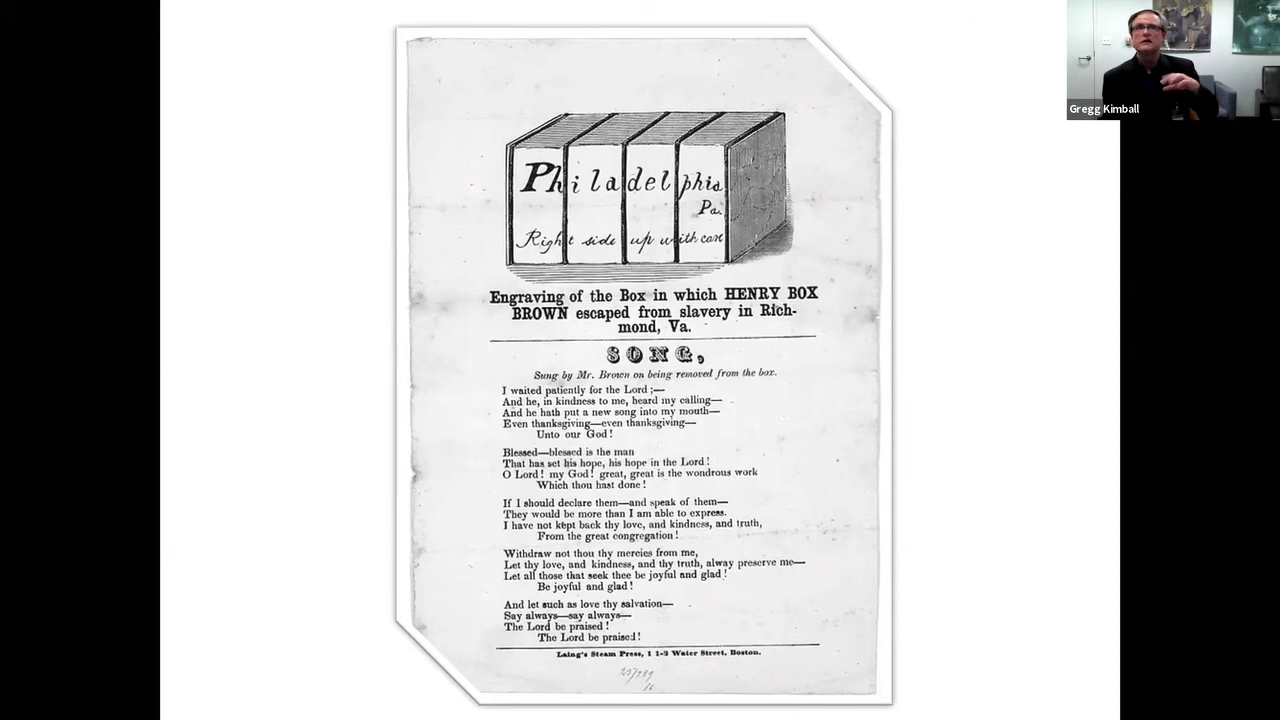 Gregg Kimball
Philadelphia
Pa.
Right side up with care
Engraving of the Box in which HENRY BOX
BROWN escaped from slavery in Rich-
mond, Va.
SONG,
Sung by Mr. Brown on being removed from the box.
I waited patiently for the Lord;—
And he, in kindness to me, heard my calling—
And he hath put a new song into my mouth—
Even thanksgiving—even thanksgiving—
Unto our God!
Blessed—blessed is the man
That has set his hope, his hope in the Lord!
O Lord! my God! great, great is the wondrous work
Which thou hast done!
If I should declare them—and speak of them—
They would be more than I am able to express.
I have not kept back thy love, and kindness, and truth,
From the great congregation!
Withdraw not thou thy mercies from me,
Let thy love, and kindness, and thy truth, alway preserve me—
Let all those that seek thee be joyful and glad!
Be joyful and glad!
And let such as love thy salvation—
Say always—say always—
The Lord be praised!
The Lord be praised!
Laing's Steam Press, 1 1-2 Water Street, Boston.